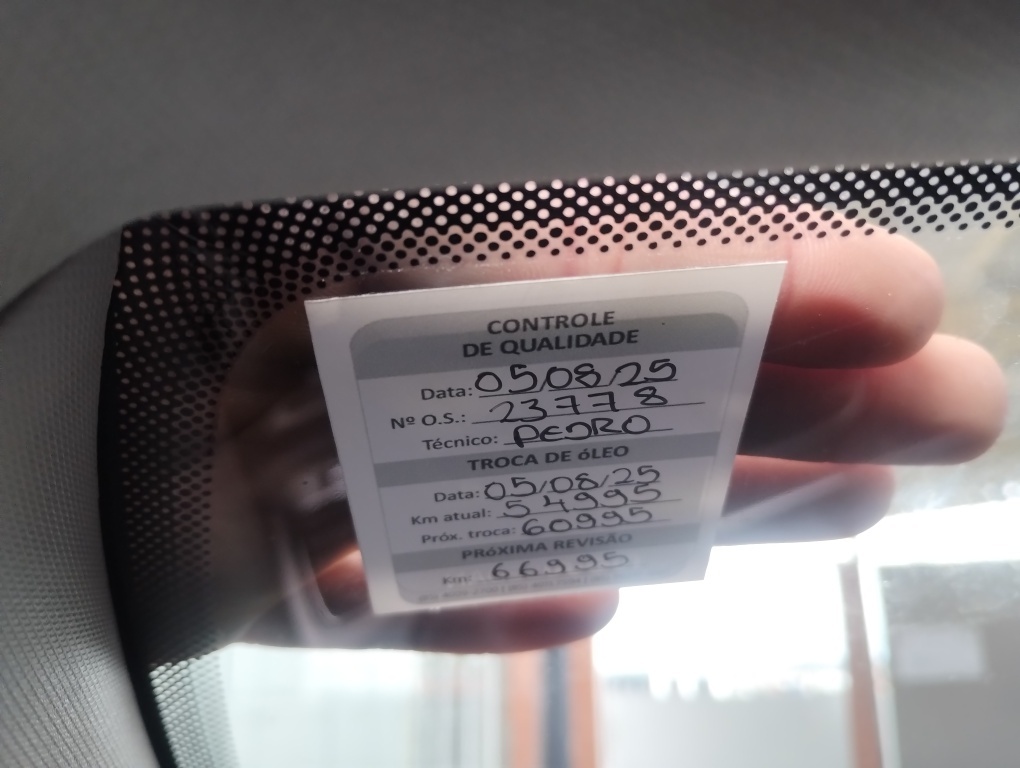 CONTROLE
DE QUALIDADE
Data: 05/08/25
Nº O.S.: 23778
Técnico: PEDRO
TROCA DE óLEO
Data: 05/08/25
Km atual: 54995
Próx. troca: 60995
PRóXIMA REVISÃO
Km: 66995